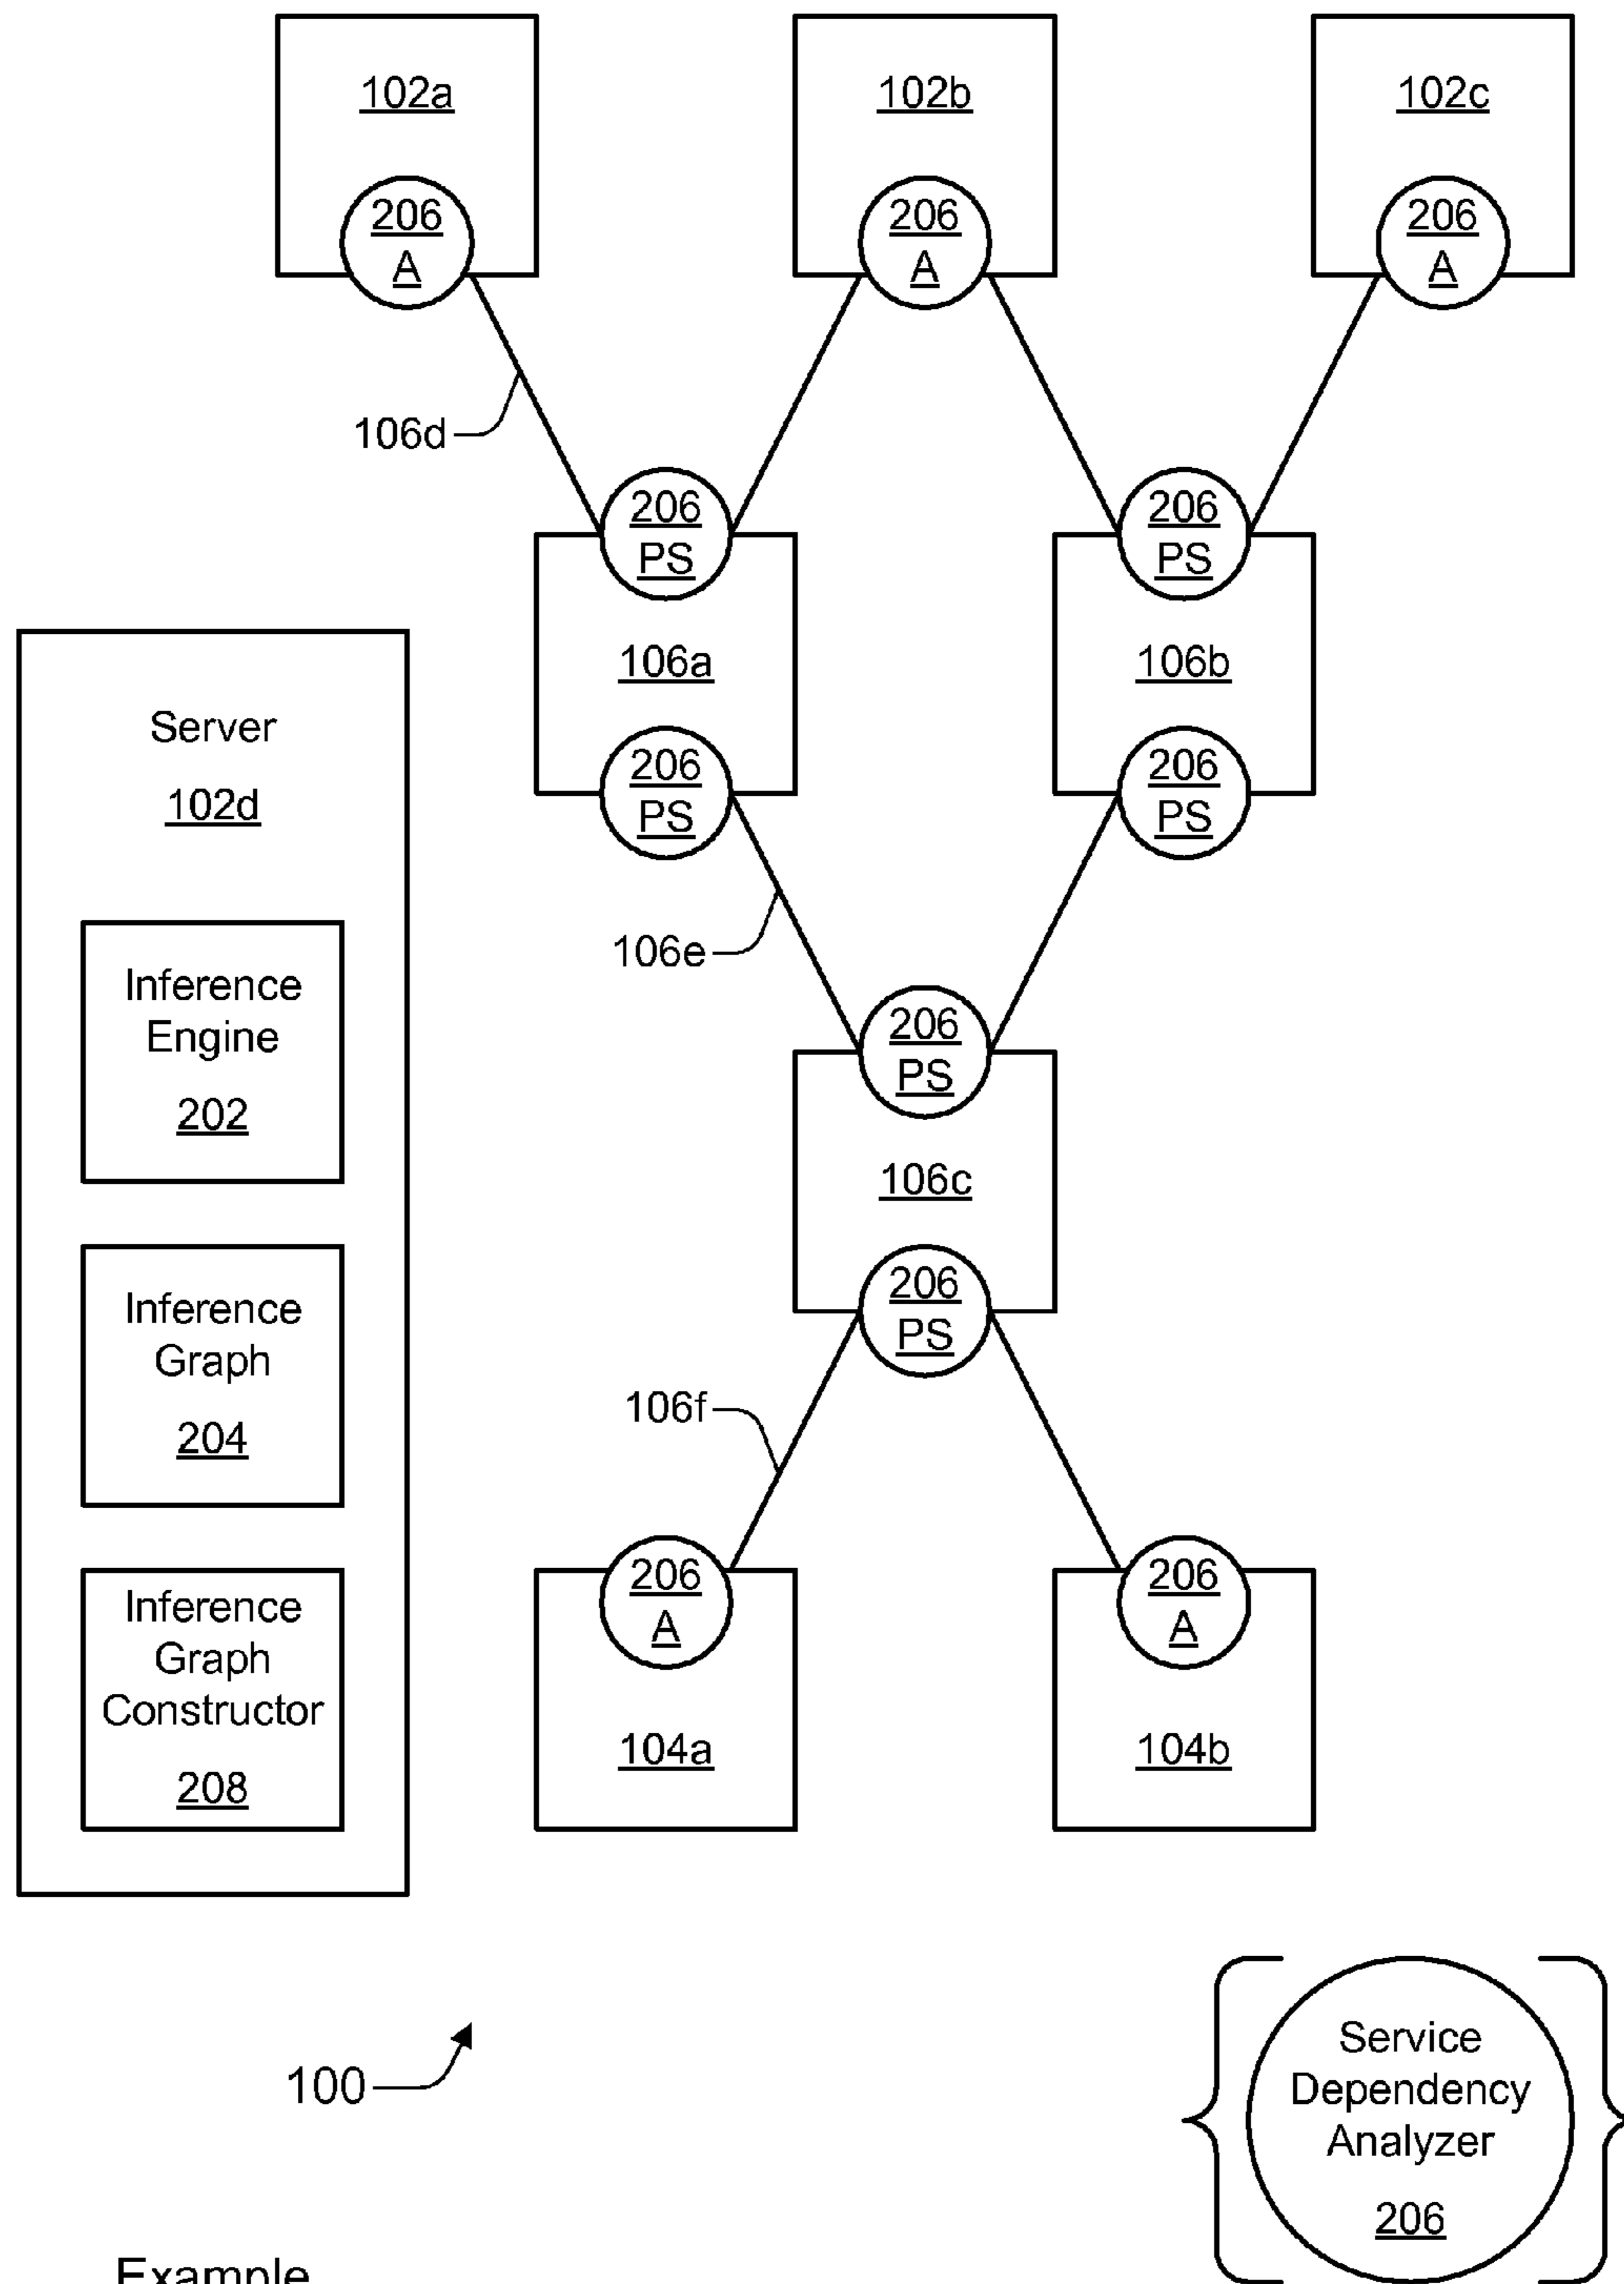 102a
102b
102c
206
A
206
A
206
A
106d
206
PS
206
PS
106a
106b
206
PS
206
PS
Server
102d
106e
Inference
Engine
202
206
PS
106c
206
PS
Inference
Graph
204
106f
206
A
206
A
104a
104b
Inference
Graph
Constructor
208
100
Service
Dependency
Analyzer
206
Example